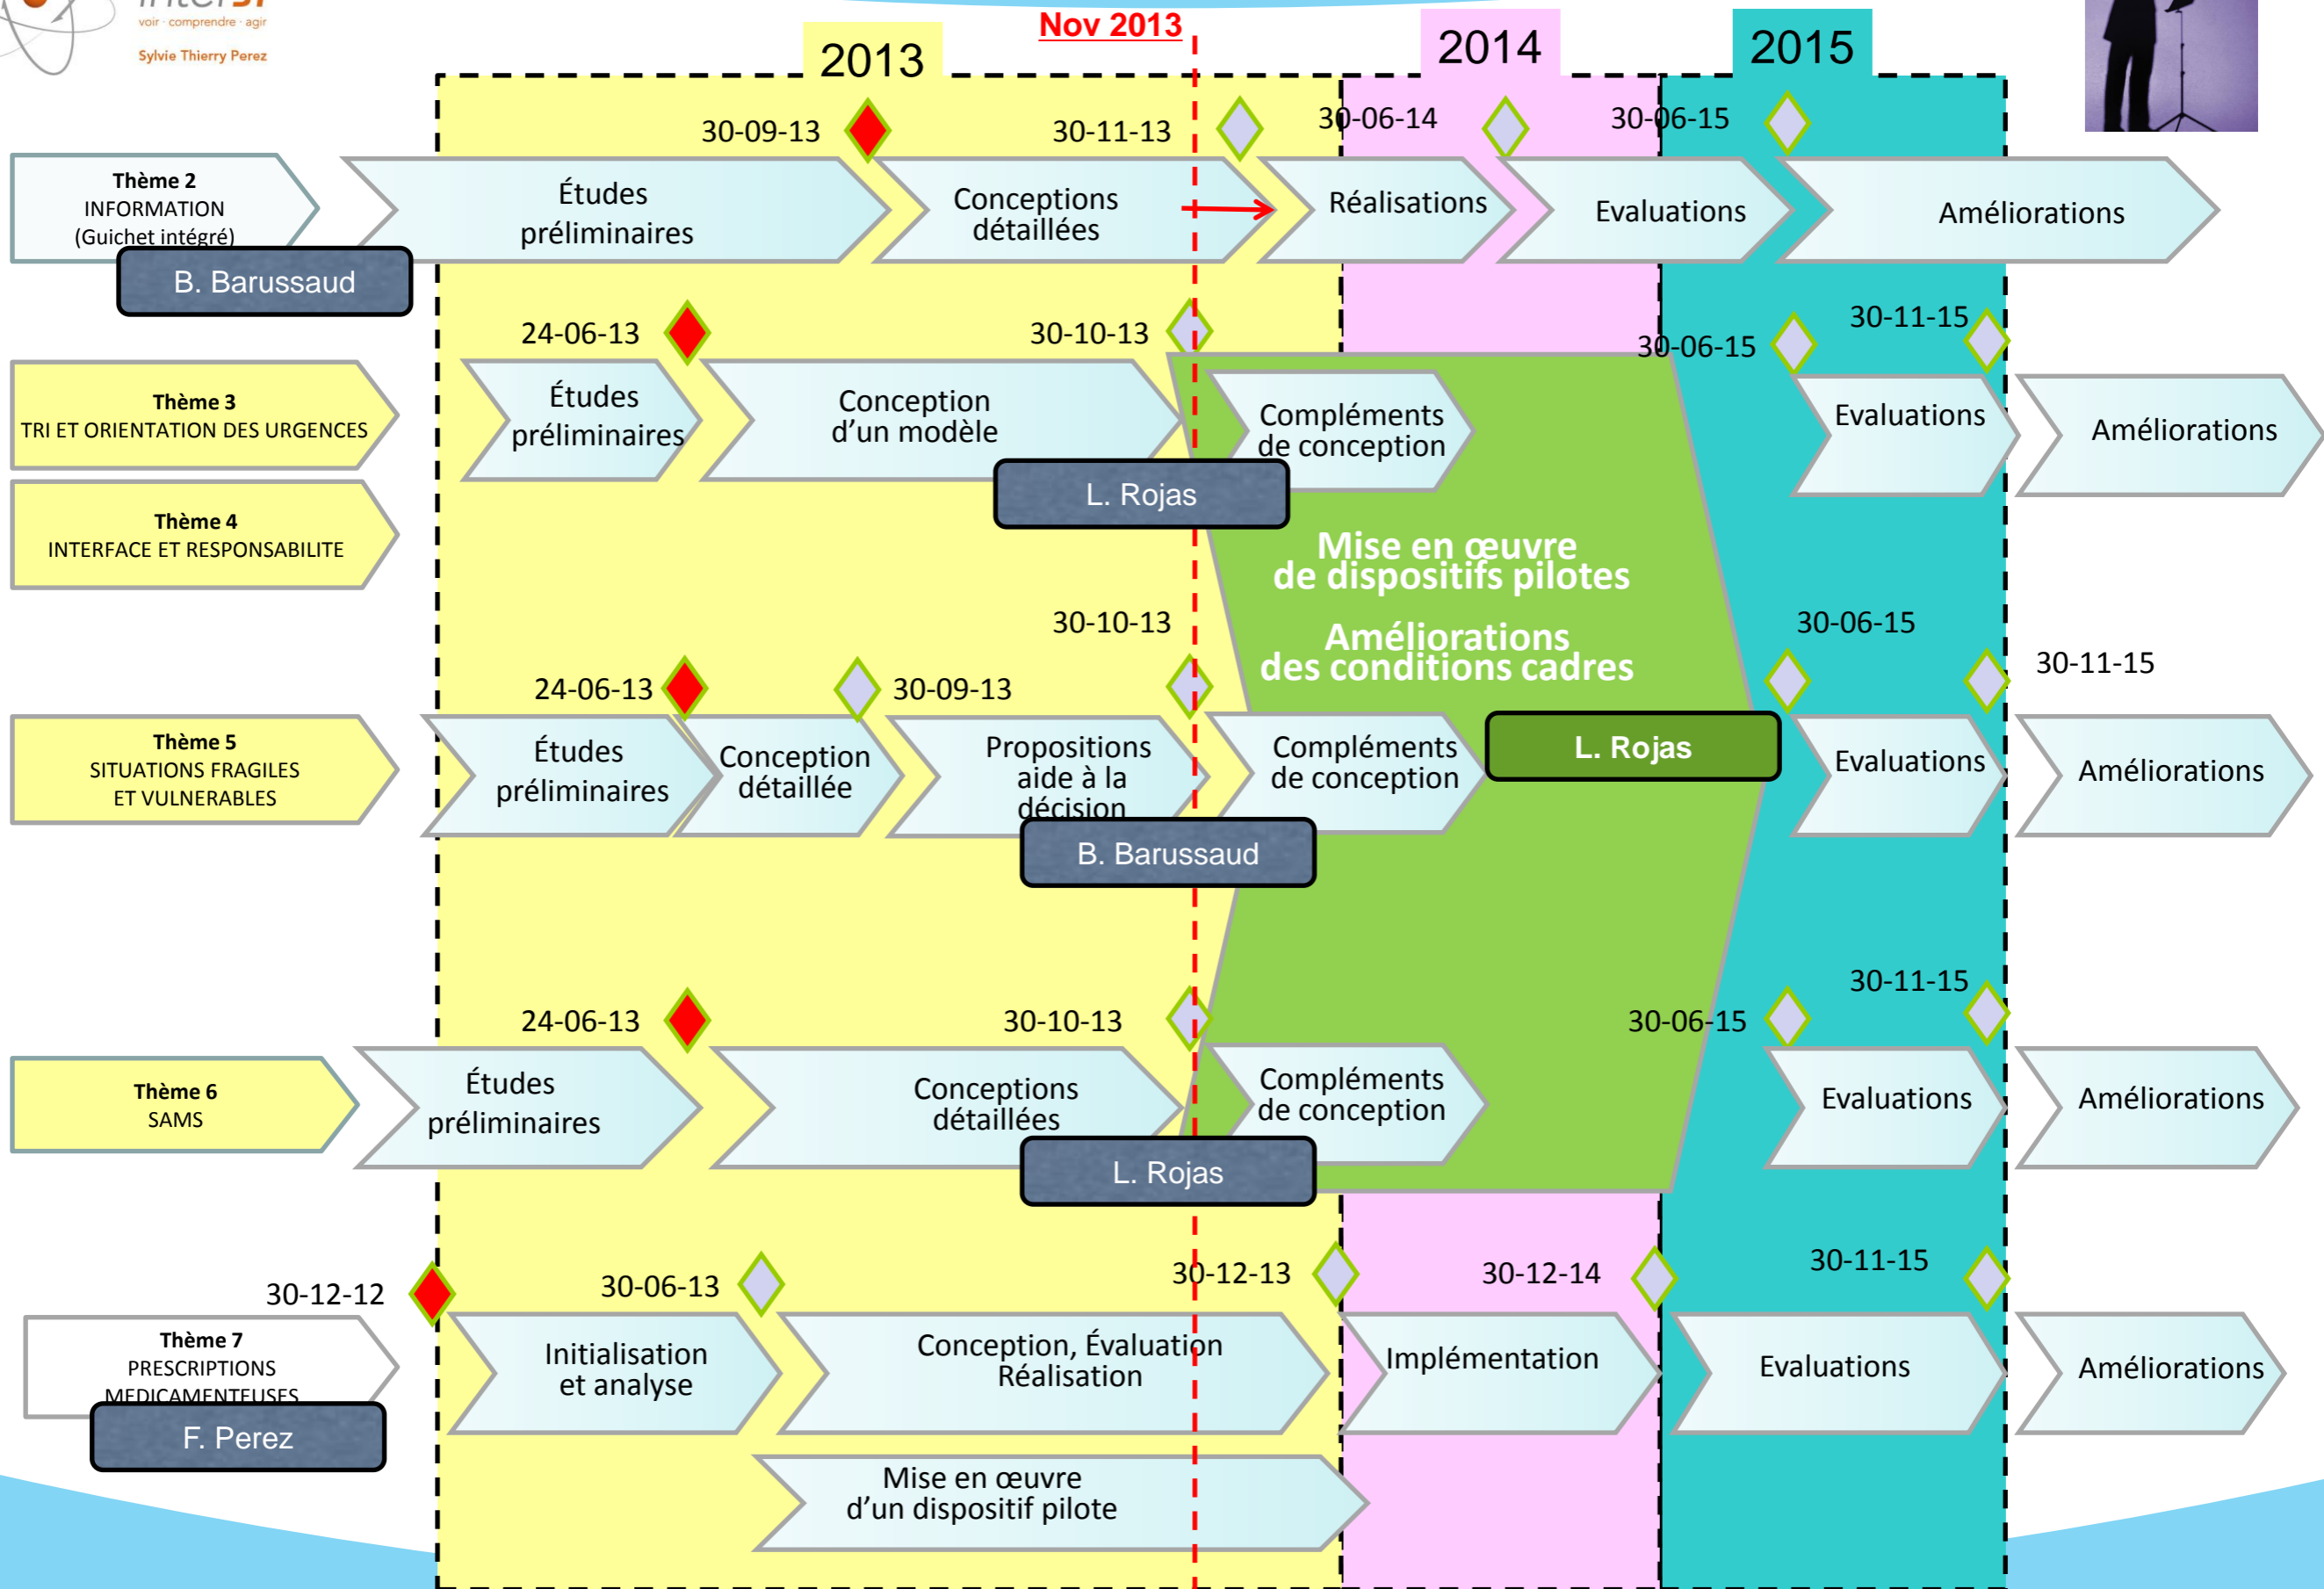 voir · comprendre · agir
Sylvie Thierry Perez
Nov 2013
2013
2014
2015
30-09-13
30-11-13
30-06-14
30-06-15
Thème 2
INFORMATION
(Guichet intégré)
B. Barussaud
Études
préliminaires
Conceptions
détaillées
Réalisations
Evaluations
Améliorations
24-06-13
30-10-13
30-06-15
30-11-15
Thème 3
TRI ET ORIENTATION DES URGENCES
Études
préliminaires
Conception
d'un modèle
L. Rojas
Compléments
de conception
Evaluations
Améliorations
Thème 4
INTERFACE ET RESPONSABILITE
Mise en œuvre
de dispositifs pilotes
Améliorations
des conditions cadres
L. Rojas
24-06-13
30-09-13
30-10-13
30-06-15
30-11-15
Thème 5
SITUATIONS FRAGILES
ET VULNERABLES
Études
préliminaires
Conception
détaillée
Propositions
aide à la
décision
B. Barussaud
Compléments
de conception
Evaluations
Améliorations
24-06-13
30-10-13
30-06-15
30-11-15
Thème 6
SAMS
Études
préliminaires
Conceptions
détaillées
L. Rojas
Compléments
de conception
Evaluations
Améliorations
30-12-12
30-06-13
30-12-13
30-12-14
30-11-15
Thème 7
PRESCRIPTIONS
MEDICAMENTEUSES
F. Perez
Initialisation
et analyse
Conception, Évaluation
Réalisation
Implémentation
Evaluations
Améliorations
Mise en œuvre
d'un dispositif pilote